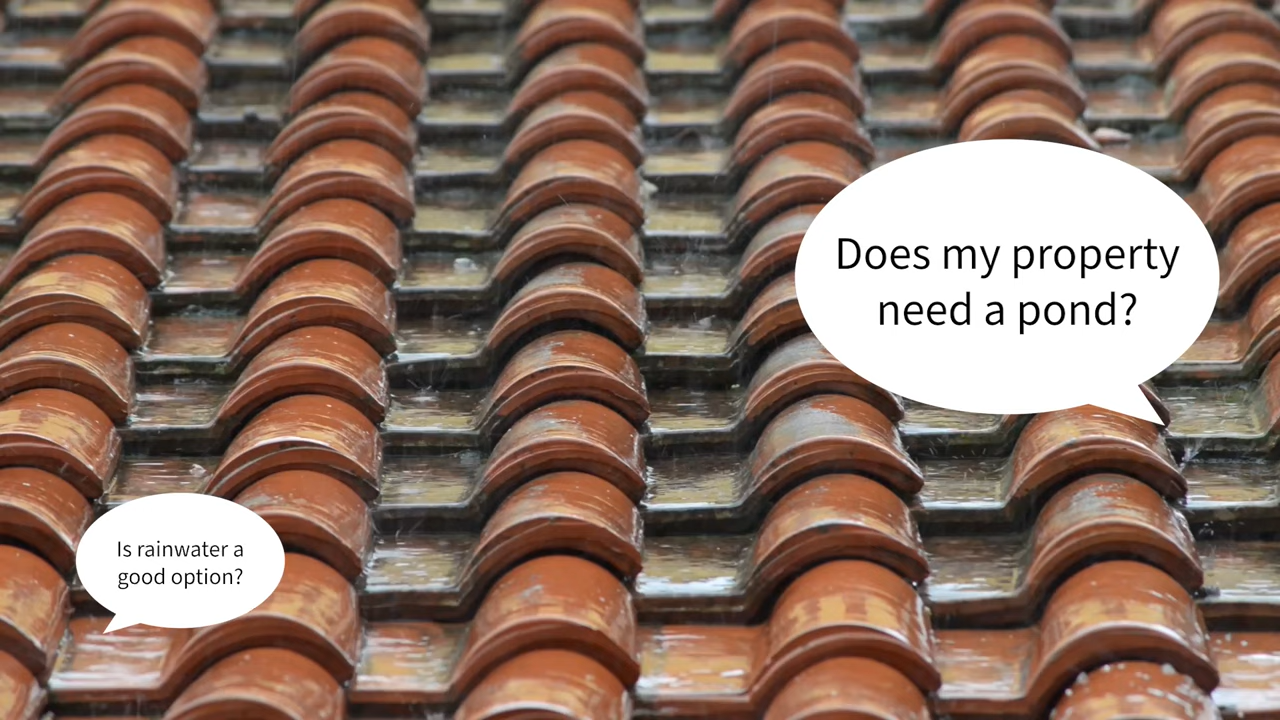 Does my property
need a pond?
Is rainwater a
good option?